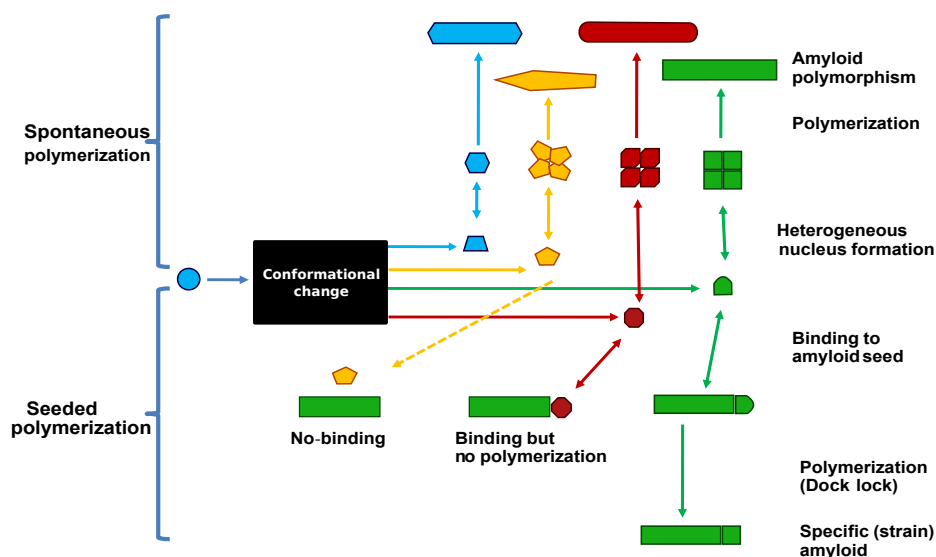 Amyloid
polymorphism
Spontaneous
polymerization
Polymerization
Heterogeneous
nucleus formation
Conformational
change
Binding to
amyloid seed
Seeded
polymerization
No-binding
Binding but
no polymerization
Polymerization
(Dock lock)
Specific (strain)
amyloid